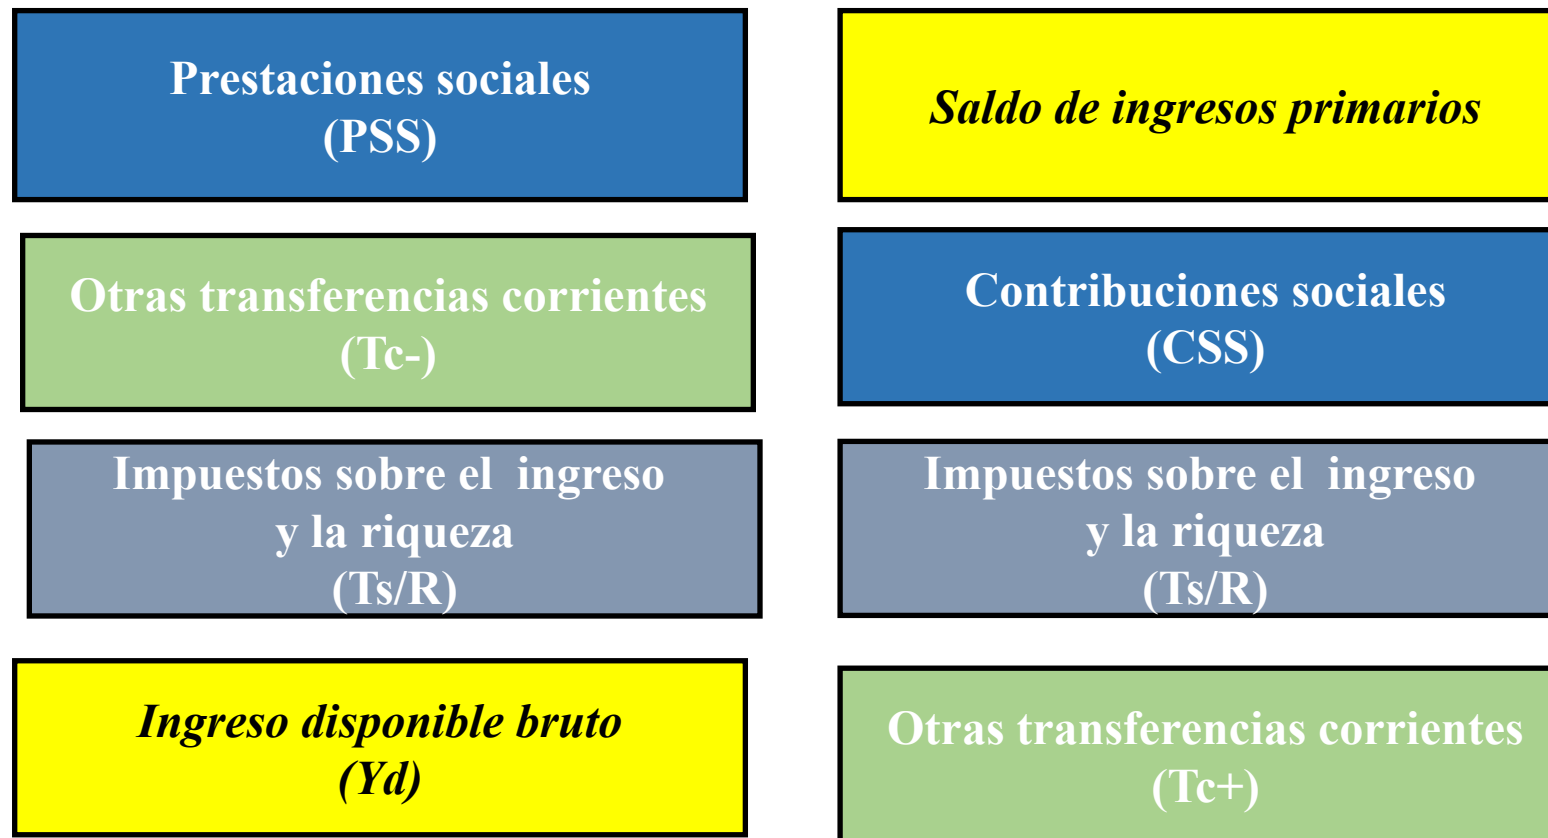 Prestaciones sociales
(PSS)
Saldo de ingresos primarios
Otras transferencias corrientes
(Tc-)
Contribuciones sociales
(CSS)
Impuestos sobre el  ingreso
y la riqueza
(Ts/R)
Impuestos sobre el  ingreso
y la riqueza
(Ts/R)
Ingreso disponible bruto
(Yd)
Otras transferencias corrientes
(Tc+)